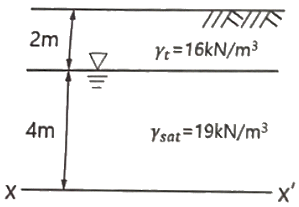 2m
γt=16kN/m³
4m
γsat=19kN/m³
X X′